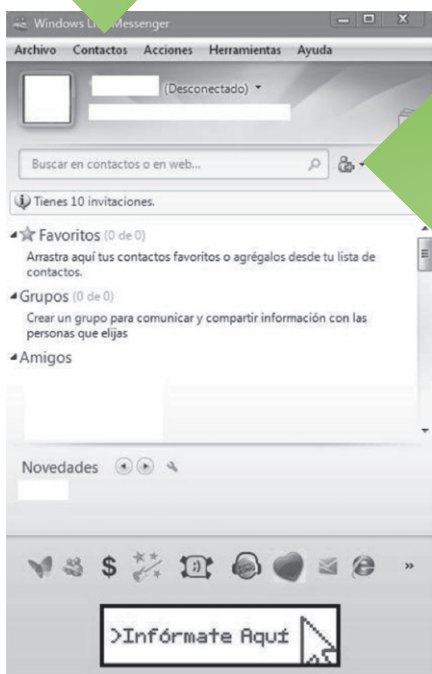 Windows Live Messenger
Archivo Contactos Acciones Herramientas Ayuda
(Desconectado)
Buscar en contactos o en web...
Tienes 10 invitaciones.
Favoritos (0 de 0)
Arrastra aquí tus contactos favoritos o agrégalos desde tu lista de
contactos.
Grupos (0 de 0)
Crear un grupo para comunicar y compartir información con las
personas que elijas
Amigos
Novedades
$
»
>Infórmate Aquí